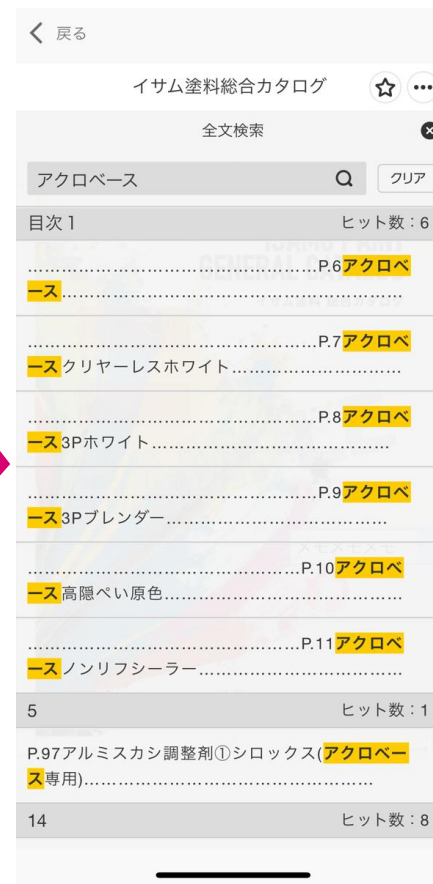 戻る
イサム塗料総合カタログ
全文検索
アクロベース
クリア
目次1 ヒット数：6
……………………………………………P.6アクロベ
ース……………………………………………………
……………………………………………P.7アクロベ
ースクリヤーレスホワイト…………………………
……………………………………………P.8アクロベ
ース3Pホワイト……………………………………
……………………………………………P.9アクロベ
ース3Pブレンダー…………………………………
…………………………………………P.10アクロベ
ース高隠ぺい原色……………………………………
…………………………………………P.11アクロベ
ースノンリフシーラー………………………………
5 ヒット数：1
P.97アルミスカシ調整剤①シロックス(アクロベー
ス専用)……………………………………………
14 ヒット数：8